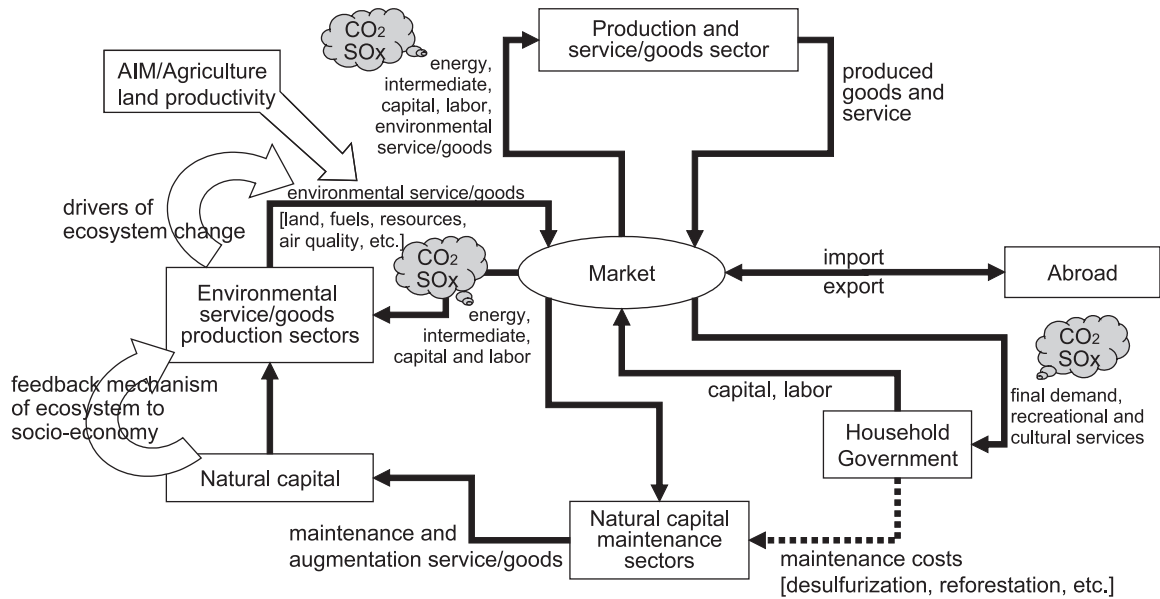 CO2
SOx
Production and
service/goods sector
AIM/Agriculture
land productivity
energy,
intermediate,
capital, labor,
environmental
service/goods
produced
goods and
service
drivers of
ecosystem change
environmental service/goods
[land, fuels, resources,
air quality, etc.]
CO2
SOx
Market
import
export
Abroad
Environmental
service/goods
production sectors
energy,
intermediate,
capital and labor
CO2
SOx
feedback mechanism
of ecosystem to
socio-economy
capital, labor
final demand,
recreational and
cultural services
Household
Government
Natural capital
maintenance and
augmentation service/goods
Natural capital
maintenance
sectors
maintenance costs
[desulfurization, reforestation, etc.]